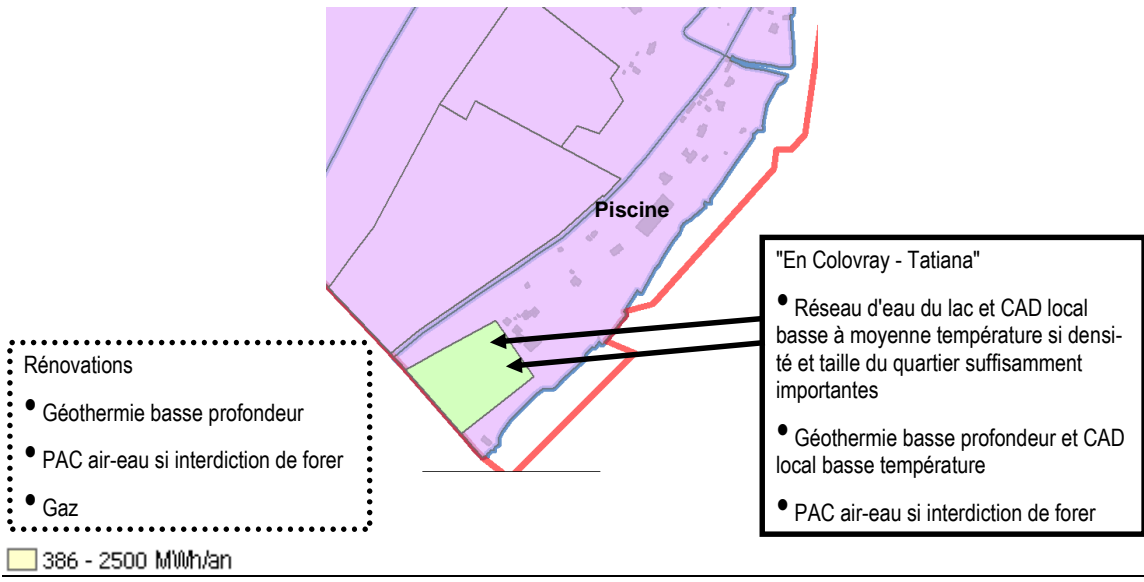 Piscine
"En Colovray - Tatiana"
• Réseau d'eau du lac et CAD local
basse à moyenne température si densi-
té et taille du quartier suffisamment
importantes
• Géothermie basse profondeur et CAD
local basse température
• PAC air-eau si interdiction de forer
Rénovations
• Géothermie basse profondeur
• PAC air-eau si interdiction de forer
• Gaz
386 - 2500 MWh/an